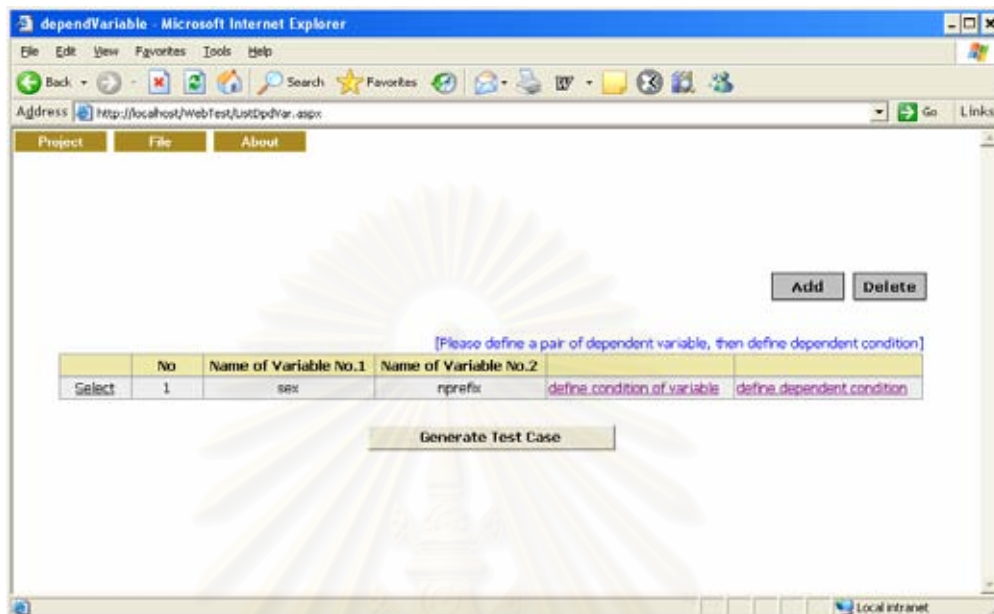 dependVariable - Microsoft Internet Explorer
File Edit View Favorites Tools Help
Back Search Favorites
Address http://localhost/WebTest/ListDpdVar.aspx Go Links
Project File About
Add Delete
[Please define a pair of dependent variable, then define dependent condition]
No Name of Variable No.1 Name of Variable No.2
Select 1 sex nprefix define condition of variable define dependent condition
Generate Test Case
Local intranet